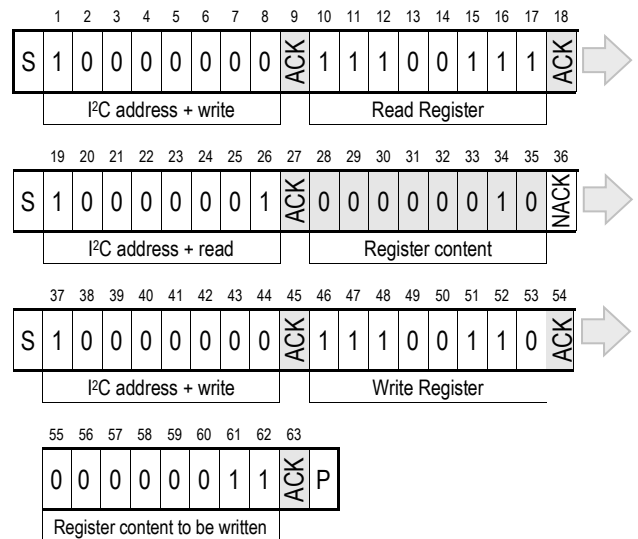 1 2 3 4 5 6 7 8 9 10 11 12 13 14 15 16 17 18
S 1 0 0 0 0 0 0 0 ACK 1 1 1 0 0 1 1 1 ACK
I²C address + write Read Register
19 20 21 22 23 24 25 26 27 28 29 30 31 32 33 34 35 36
S 1 0 0 0 0 0 0 1 ACK 0 0 0 0 0 0 1 0 NACK
I²C address + read Register content
37 38 39 40 41 42 43 44 45 46 47 48 49 50 51 52 53 54
S 1 0 0 0 0 0 0 0 ACK 1 1 1 0 0 1 1 0 ACK
I²C address + write Write Register
55 56 57 58 59 60 61 62 63
0 0 0 0 0 0 1 1 ACK P
Register content to be written